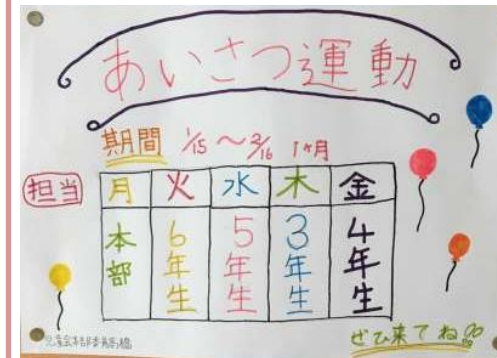 あいさつ運動
期間 1/15 〜 2/16 1ヶ月
担当 月 火 水 木 金
本部 6年生 5年生 3年生 4年生
ぜひ来てね